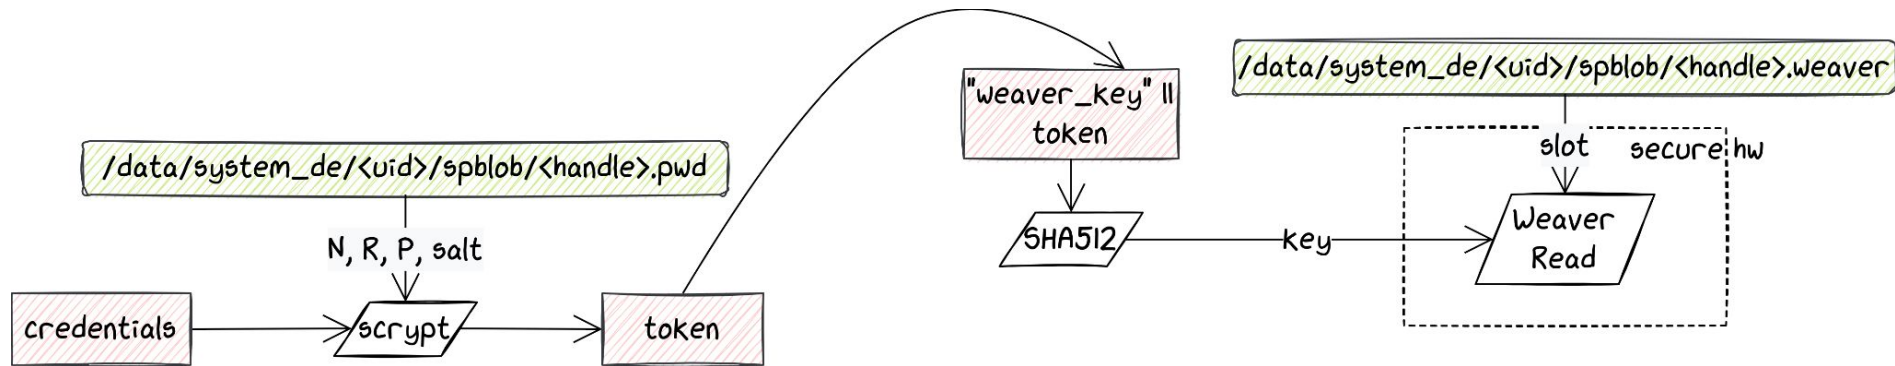 /data/system_de/<uid>/spblob/<handle>.pwd
N, R, P, salt
credentials
scrypt
token
"weaver_key" ||
token
SHA512
key
/data/system_de/<uid>/spblob/<handle>.weaver
slot
secure hw
Weaver
Read